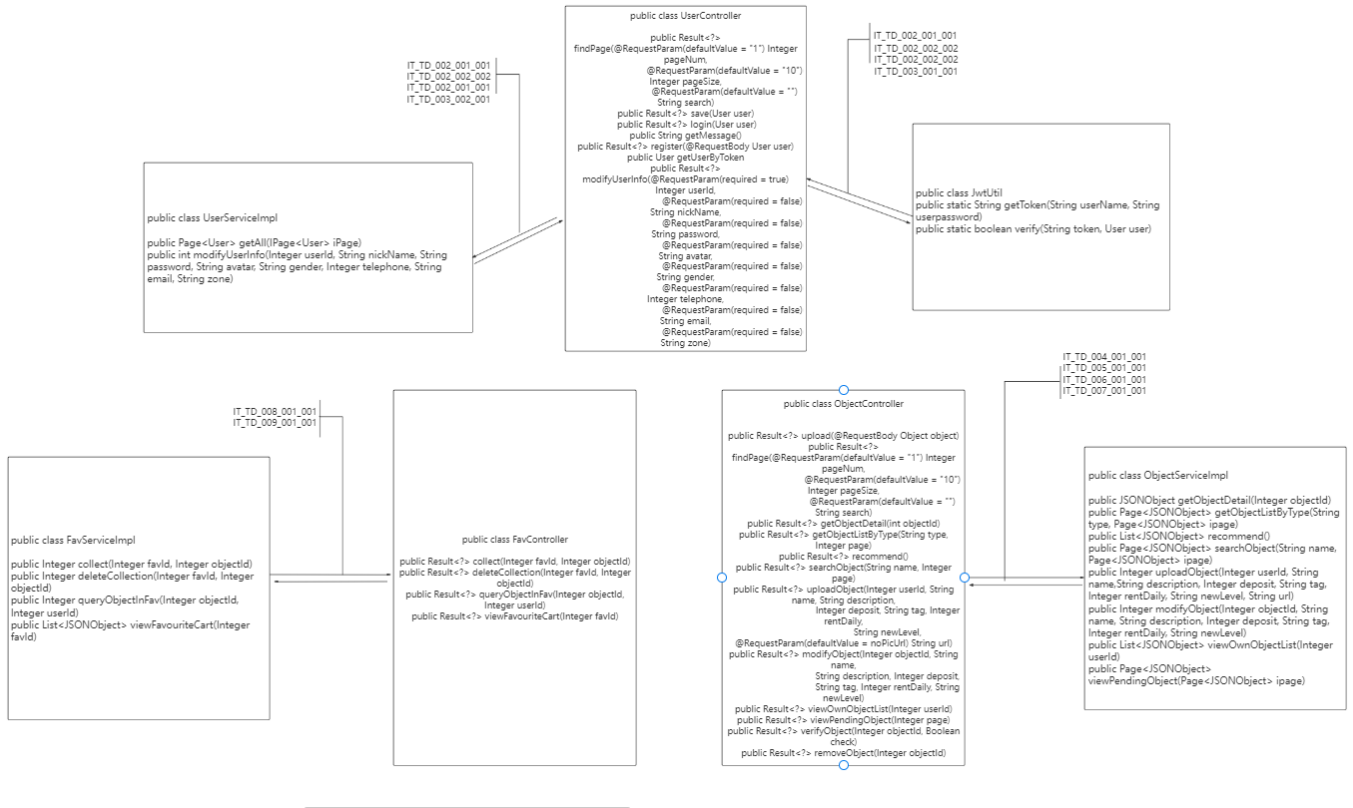 public class UserController
public Result<?>
findPage(@RequestParam(defaultValue = "1") Integer
pageNum,
@RequestParam(defaultValue = "10")
Integer pageSize,
@RequestParam(defaultValue = "")
String search)
public Result<?> save(User user)
public Result<?> login(User user)
public String getMessage()
public Result<?> register(@RequestBody User user)
public User getUserByToken
public Result<?>
modifyUserInfo(@RequestParam(required = true)
Integer userId,
@RequestParam(required = false)
String nickName,
@RequestParam(required = false)
String password,
@RequestParam(required = false)
String avatar,
@RequestParam(required = false)
String gender,
@RequestParam(required = false)
Integer telephone,
@RequestParam(required = false)
String email,
@RequestParam(required = false)
String zone)
IT_TD_002_001_001
IT_TD_002_002_002
IT_TD_002_001_001
IT_TD_003_002_001
IT_TD_002_001_001
IT_TD_002_002_002
IT_TD_002_002_002
IT_TD_003_001_001
public class UserServiceImpl
public Page<User> getAll(IPage<User> iPage)
public int modifyUserInfo(Integer userId, String nickName, String
password, String avatar, String gender, Integer telephone, String
email, String zone)
public class JwtUtil
public static String getToken(String userName, String
userpassword)
public static boolean verify(String token, User user)
IT_TD_008_001_001
IT_TD_009_001_001
public class FavServiceImpl
public Integer collect(Integer favId, Integer objectId)
public Integer deleteCollection(Integer favId, Integer
objectId)
public Integer queryObjectInFav(Integer objectId,
Integer userId)
public List<JSONObject> viewFavouriteCart(Integer
favId)
public class FavController
public Result<?> collect(Integer favId, Integer objectId)
public Result<?> deleteCollection(Integer favId, Integer
objectId)
public Result<?> queryObjectInFav(Integer objectId,
Integer userId)
public Result<?> viewFavouriteCart(Integer favId)
public class ObjectController
public Result<?> upload(@RequestBody Object object)
public Result<?>
findPage(@RequestParam(defaultValue = "1") Integer
pageNum,
@RequestParam(defaultValue = "10")
Integer pageSize,
@RequestParam(defaultValue = "")
String search)
public Result<?> getObjectDetail(int objectId)
public Result<?> getObjectListByType(String type,
Integer page)
public Result<?> recommend()
public Result<?> searchObject(String name, Integer
page)
public Result<?> uploadObject(Integer userId, String
name, String description,
Integer deposit, String tag, Integer
rentDaily,
String newLevel,
@RequestParam(defaultValue = noPicUrl) String url)
public Result<?> modifyObject(Integer objectId, String
name,
String description, Integer deposit,
String tag, Integer rentDaily, String
newLevel)
public Result<?> viewOwnObjectList(Integer userId)
public Result<?> viewPendingObject(Integer page)
public Result<?> verifyObject(Integer objectId, Boolean
check)
public Result<?> removeObject(Integer objectId)
IT_TD_004_001_001
IT_TD_005_001_001
IT_TD_006_001_001
IT_TD_007_001_001
public class ObjectServiceImpl
public JSONObject getObjectDetail(Integer objectId)
public Page<JSONObject> getObjectListByType(String
type, Page<JSONObject> ipage)
public List<JSONObject> recommend()
public Page<JSONObject> searchObject(String name,
Page<JSONObject> ipage)
public Integer uploadObject(Integer userId, String
name,String description, Integer deposit, String tag,
Integer rentDaily, String newLevel, String url)
public Integer modifyObject(Integer objectId, String
name, String description, Integer deposit, String tag,
Integer rentDaily, String newLevel)
public List<JSONObject> viewOwnObjectList(Integer
userId)
public Page<JSONObject>
viewPendingObject(Page<JSONObject> ipage)